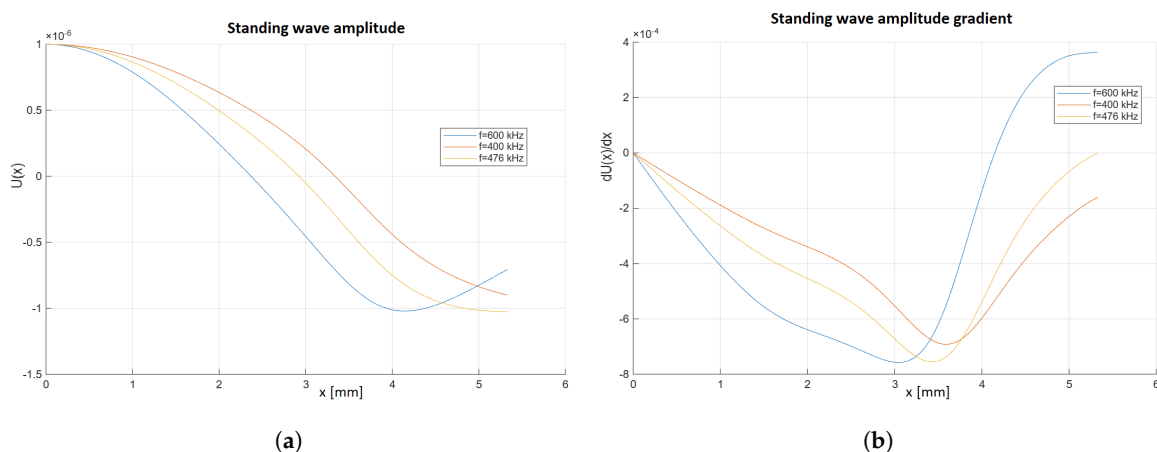 Standing wave amplitude
×10⁻⁶
1
0.5
0
-0.5
-1
-1.5
U(x)
0 1 2 3 4 5 6
x [mm]
f=600 kHz
f=400 kHz
f=476 kHz
(a)
Standing wave amplitude gradient
×10⁻⁴
4
2
0
-2
-4
-6
-8
dU(x)/dx
0 1 2 3 4 5 6
x [mm]
f=600 kHz
f=400 kHz
f=476 kHz
(b)